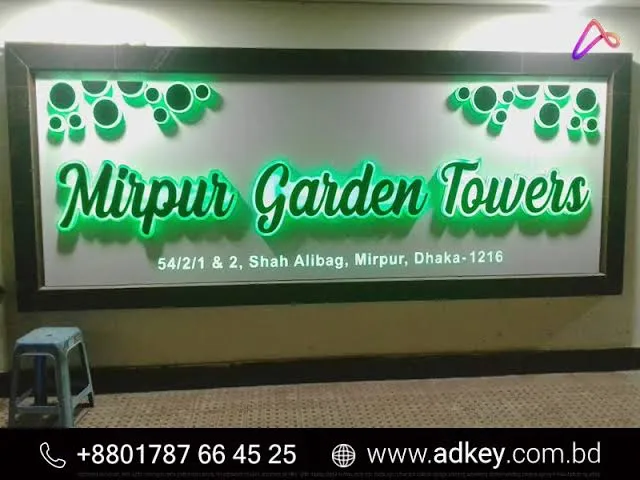 Mirpur Garden Towers
54/2/1 & 2, Shah Alibag, Mirpur, Dhaka-1216
+8801787 66 45 25 www.adkey.com.bd